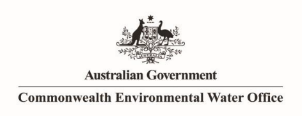 Australian Government
Commonwealth Environmental Water Office